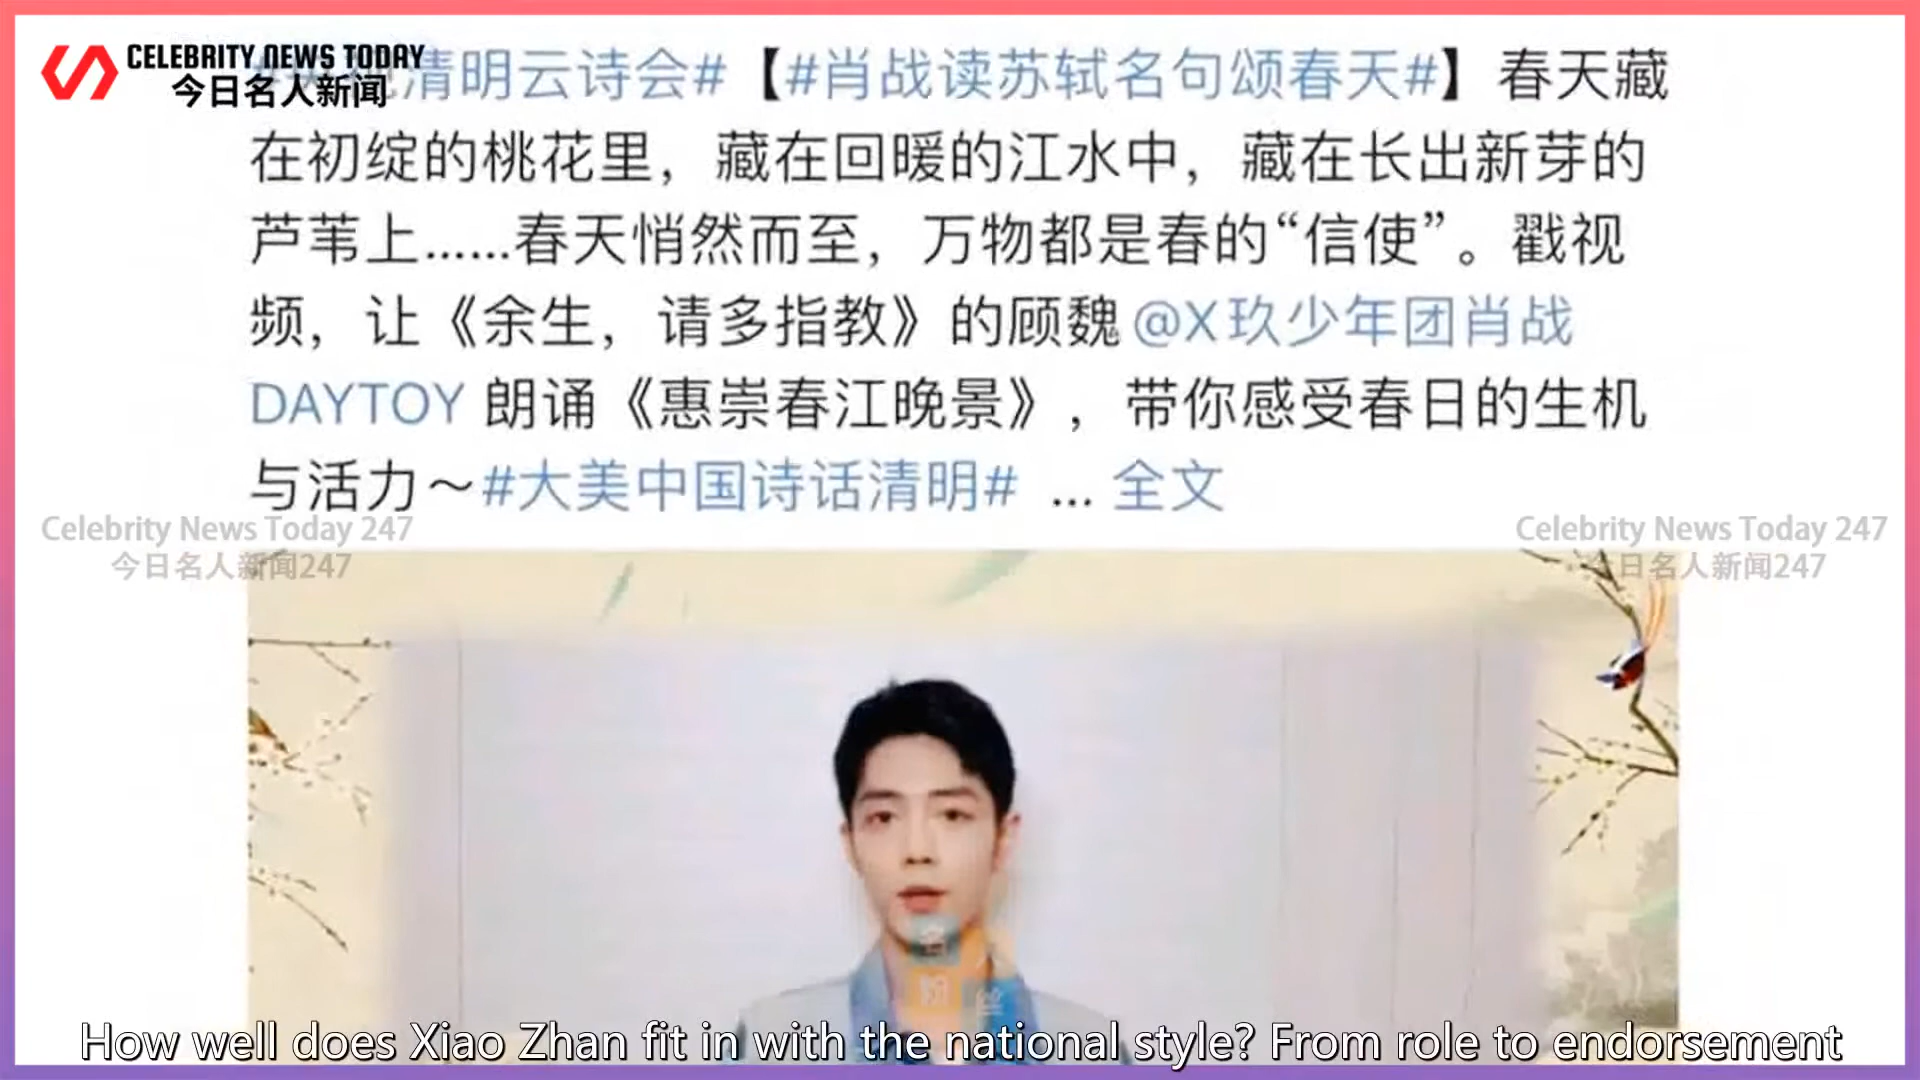 CELEBRITY NEWS TODAY
今日名人新闻
清明云诗会#【#肖战读苏轼名句颂春天#】春天藏
在初绽的桃花里，藏在回暖的江水中，藏在长出新芽的
芦苇上......春天悄然而至，万物都是春的“信使”。戳视
频，让《余生，请多指教》的顾魏@X玖少年团肖战
DAYTOY 朗诵《惠崇春江晚景》，带你感受春日的生机
与活力～#大美中国诗话清明# ... 全文
Celebrity News Today 247
今日名人新闻247
Celebrity News Today 247
今日名人新闻247
名人
粉丝
How well does Xiao Zhan fit in with the national style? From role to endorsement